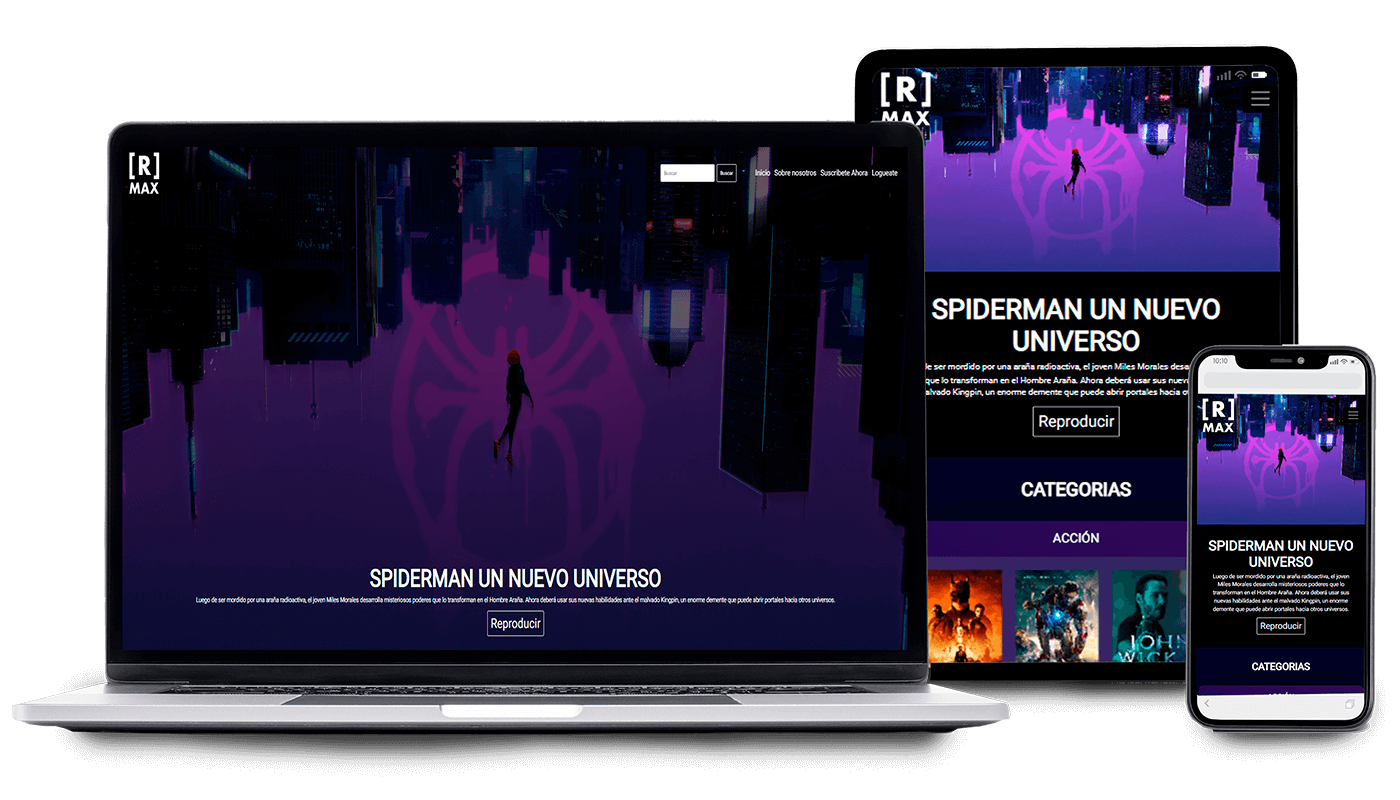 [R]
MAX
Buscar
Buscar
Inicio Sobre nosotros Suscribete Ahora Logueate
SPIDERMAN UN NUEVO UNIVERSO
Luego de ser mordido por una araña radioactiva, el joven Miles Morales desarrolla misteriosos poderes que lo transforman en el Hombre Araña. Ahora deberá usar sus nuevas habilidades ante el malvado Kingpin, un enorme demente que puede abrir portales hacia otros universos.
Reproducir
[R]
MAX
SPIDERMAN UN NUEVO
UNIVERSO
de ser mordido por una araña radioactiva, el joven Miles Morales desa
que lo transforman en el Hombre Araña. Ahora deberá usar sus nuev
alvado Kingpin, un enorme demente que puede abrir portales hacia otro
Reproducir
CATEGORIAS
ACCIÓN
JOHN
WICK
10:10
[R]
MAX
SPIDERMAN UN NUEVO
UNIVERSO
Luego de ser mordido por una araña radioactiva, el joven
Miles Morales desarrolla misteriosos poderes que lo
transforman en el Hombre Araña. Ahora deberá usar sus
nuevas habilidades ante el malvado Kingpin, un enorme
demente que puede abrir portales hacia otros universos.
Reproducir
CATEGORIAS